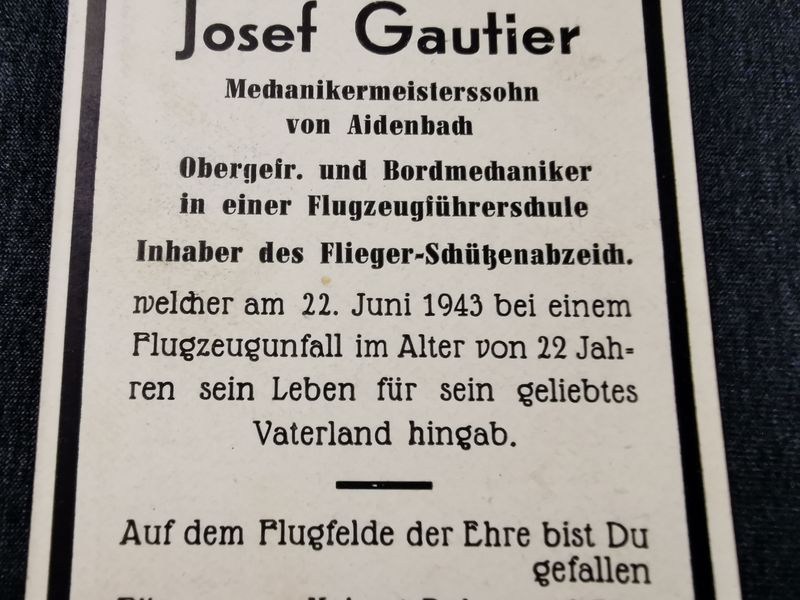 Josef Gautier
Mechanikermeisterssohn
von Aidenbach
Obergefr. und Bordmechaniker
in einer Flugzeugführerschule
Inhaber des Flieger-Schützenabzeich.
welcher am 22. Juni 1943 bei einem
Flugzeugunfall im Alter von 22 Jah=
ren sein Leben für sein geliebtes
Vaterland hingab.
Auf dem Flugfelde der Ehre bist Du
gefallen